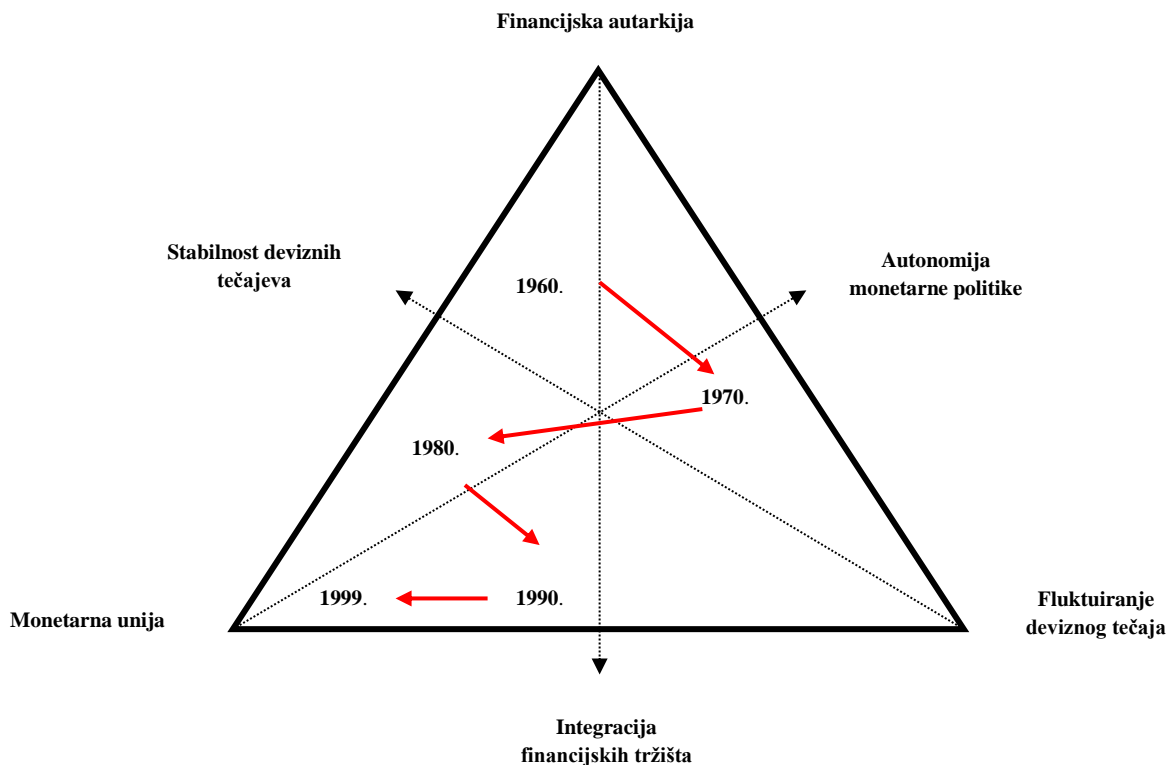 Financijska autarkija
Stabilnost deviznih
tečajeva
Autonomija
monetarne politike
1960.
1970.
1980.
1999.
1990.
Monetarna unija
Fluktuiranje
deviznog tečaja
Integracija
financijskih tržišta